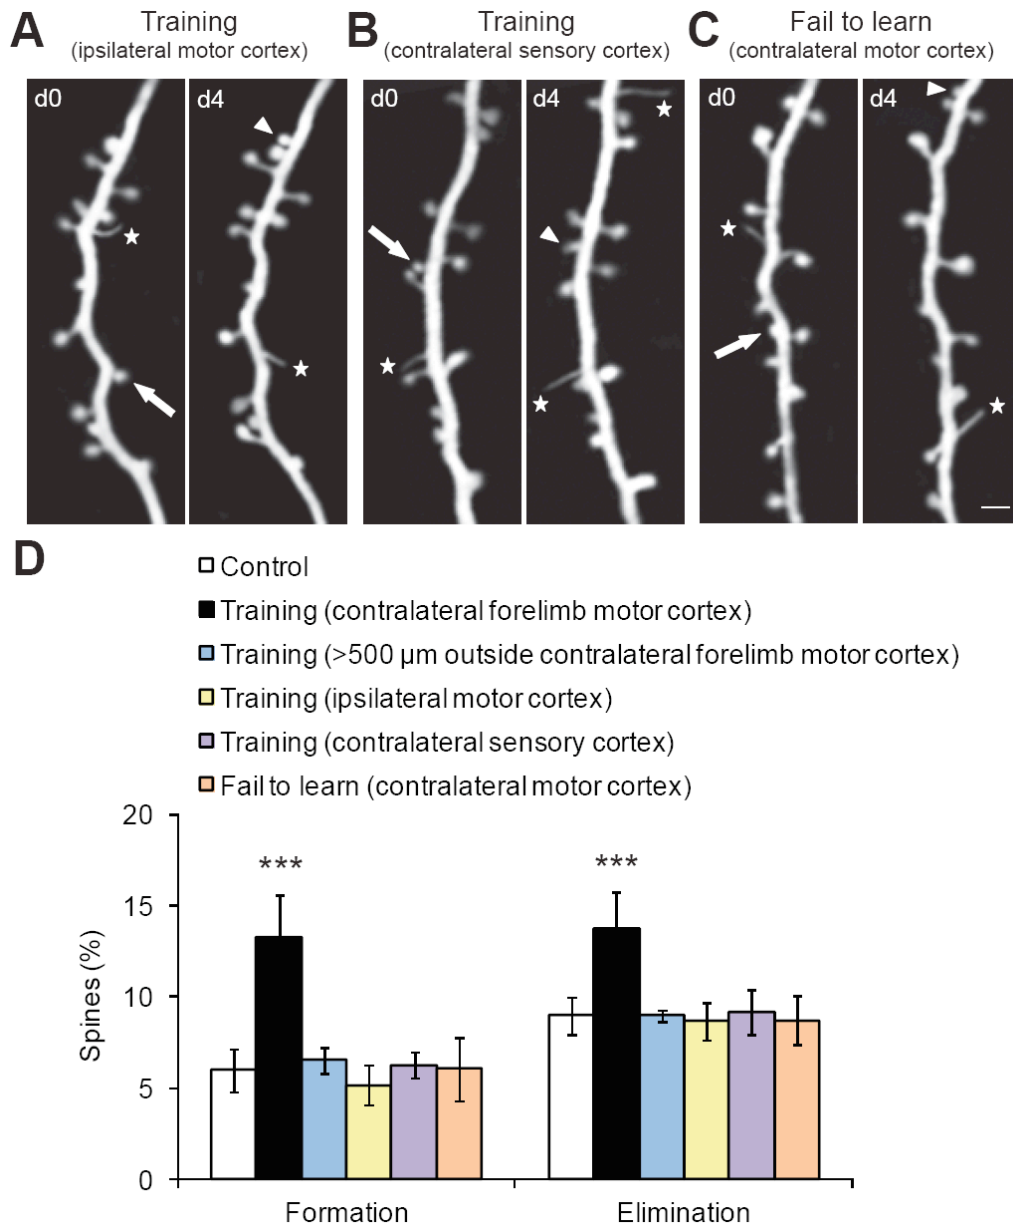 A
Training
(ipsilateral motor cortex)
B
Training
(contralateral sensory cortex)
C
Fail to learn
(contralateral motor cortex)
d0
d4
d0
d4
d0
d4
D
Control
Training (contralateral forelimb motor cortex)
Training (>500 µm outside contralateral forelimb motor cortex)
Training (ipsilateral motor cortex)
Training (contralateral sensory cortex)
Fail to learn (contralateral motor cortex)
Spines (%)
20
15
10
5
0
***
***
Formation
Elimination